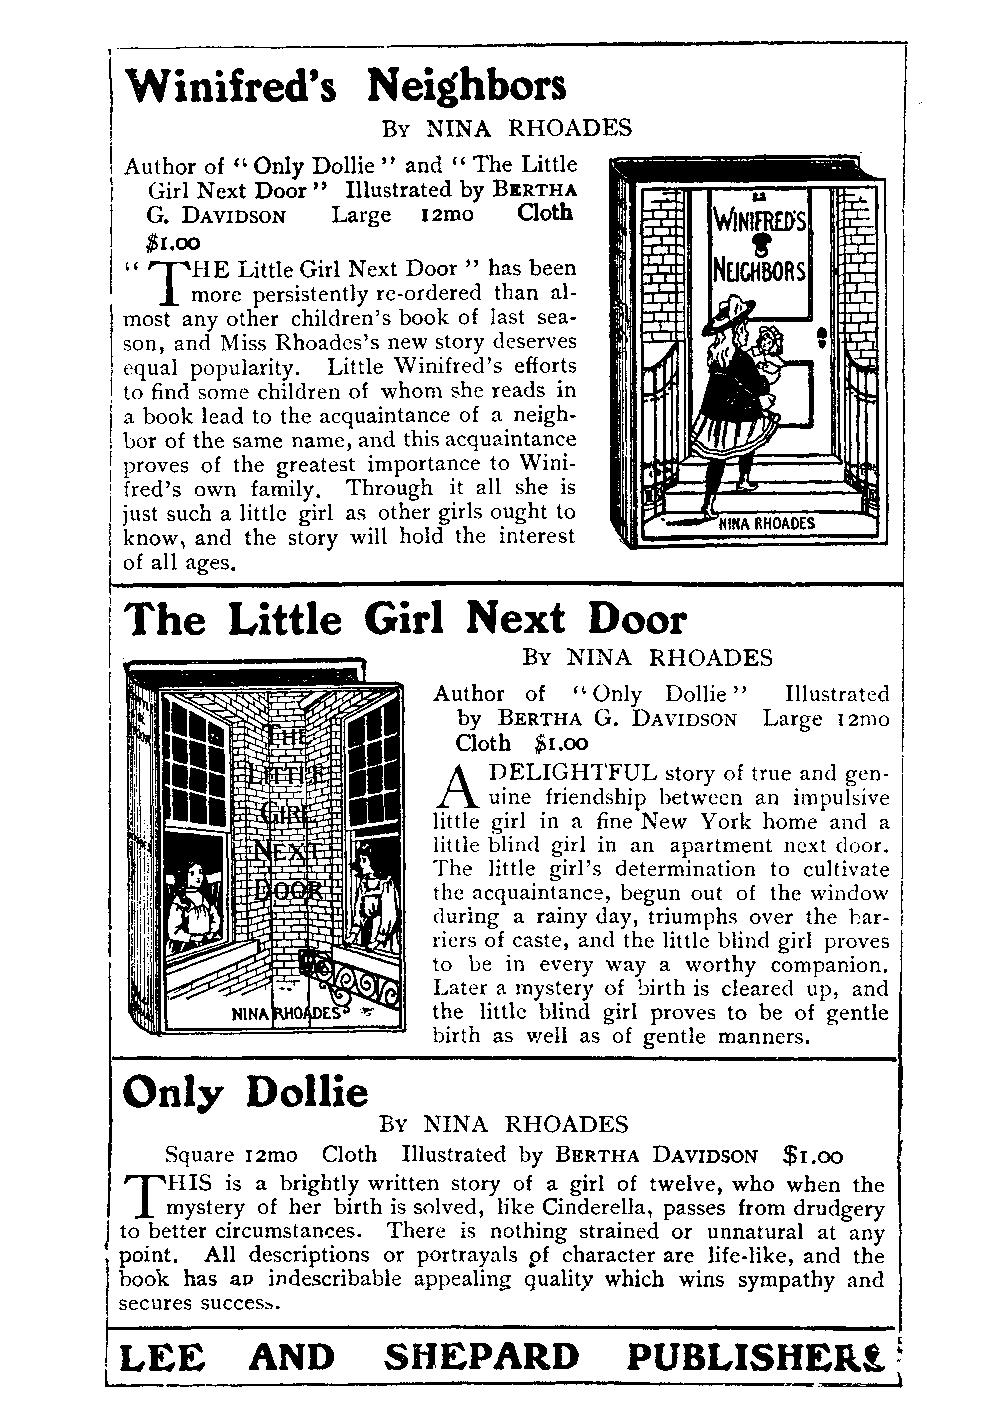 Winifred's Neighbors
By NINA RHOADES
Author of “Only Dollie” and “The Little
Girl Next Door” Illustrated by BERTHA
G. DAVIDSON Large 12mo Cloth
$1.00
“THE Little Girl Next Door” has been
more persistently re-ordered than al-
most any other children's book of last sea-
son, and Miss Rhoades's new story deserves
equal popularity. Little Winifred's efforts
to find some children of whom she reads in
a book lead to the acquaintance of a neigh-
bor of the same name, and this acquaintance
proves of the greatest importance to Wini-
fred's own family. Through it all she is
just such a little girl as other girls ought to
know, and the story will hold the interest
of all ages.
WINIFRED'S
NEIGHBORS
NINA RHOADES
The Little Girl Next Door
By NINA RHOADES
THE
LITTLE
GIRL
NEXT
DOOR
NINA RHOADES
Author of “Only Dollie” Illustrated
by BERTHA G. DAVIDSON Large 12mo
Cloth $1.00
A DELIGHTFUL story of true and gen-
uine friendship between an impulsive
little girl in a fine New York home and a
little blind girl in an apartment next door.
The little girl's determination to cultivate
the acquaintance, begun out of the window
during a rainy day, triumphs over the bar-
riers of caste, and the little blind girl proves
to be in every way a worthy companion.
Later a mystery of birth is cleared up, and
the little blind girl proves to be of gentle
birth as well as of gentle manners.
Only Dollie
By NINA RHOADES
Square 12mo Cloth Illustrated by BERTHA DAVIDSON $1.00
THIS is a brightly written story of a girl of twelve, who when the
mystery of her birth is solved, like Cinderella, passes from drudgery
to better circumstances. There is nothing strained or unnatural at any
point. All descriptions or portrayals of character are life-like, and the
book has an indescribable appealing quality which wins sympathy and
secures success.
LEE AND SHEPARD PUBLISHERS